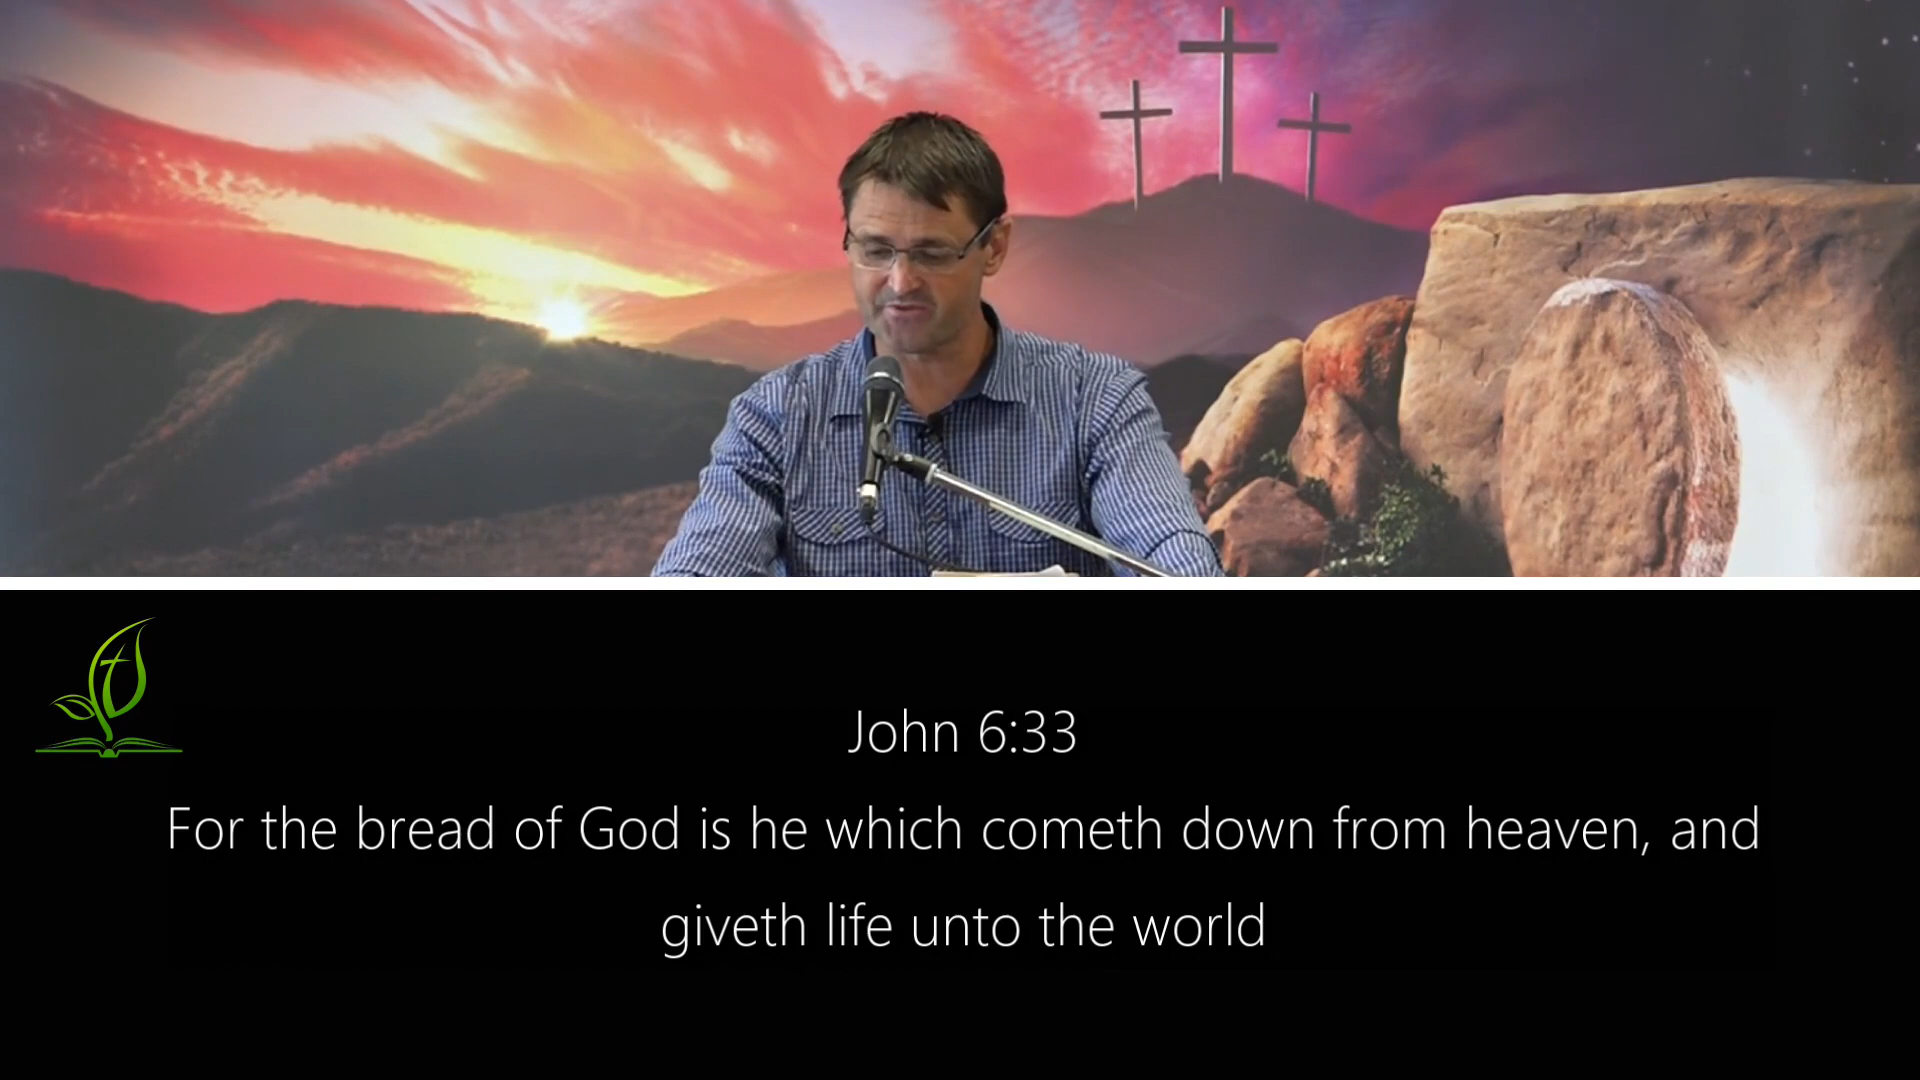 John 6:33
For the bread of God is he which cometh down from heaven, and
giveth life unto the world